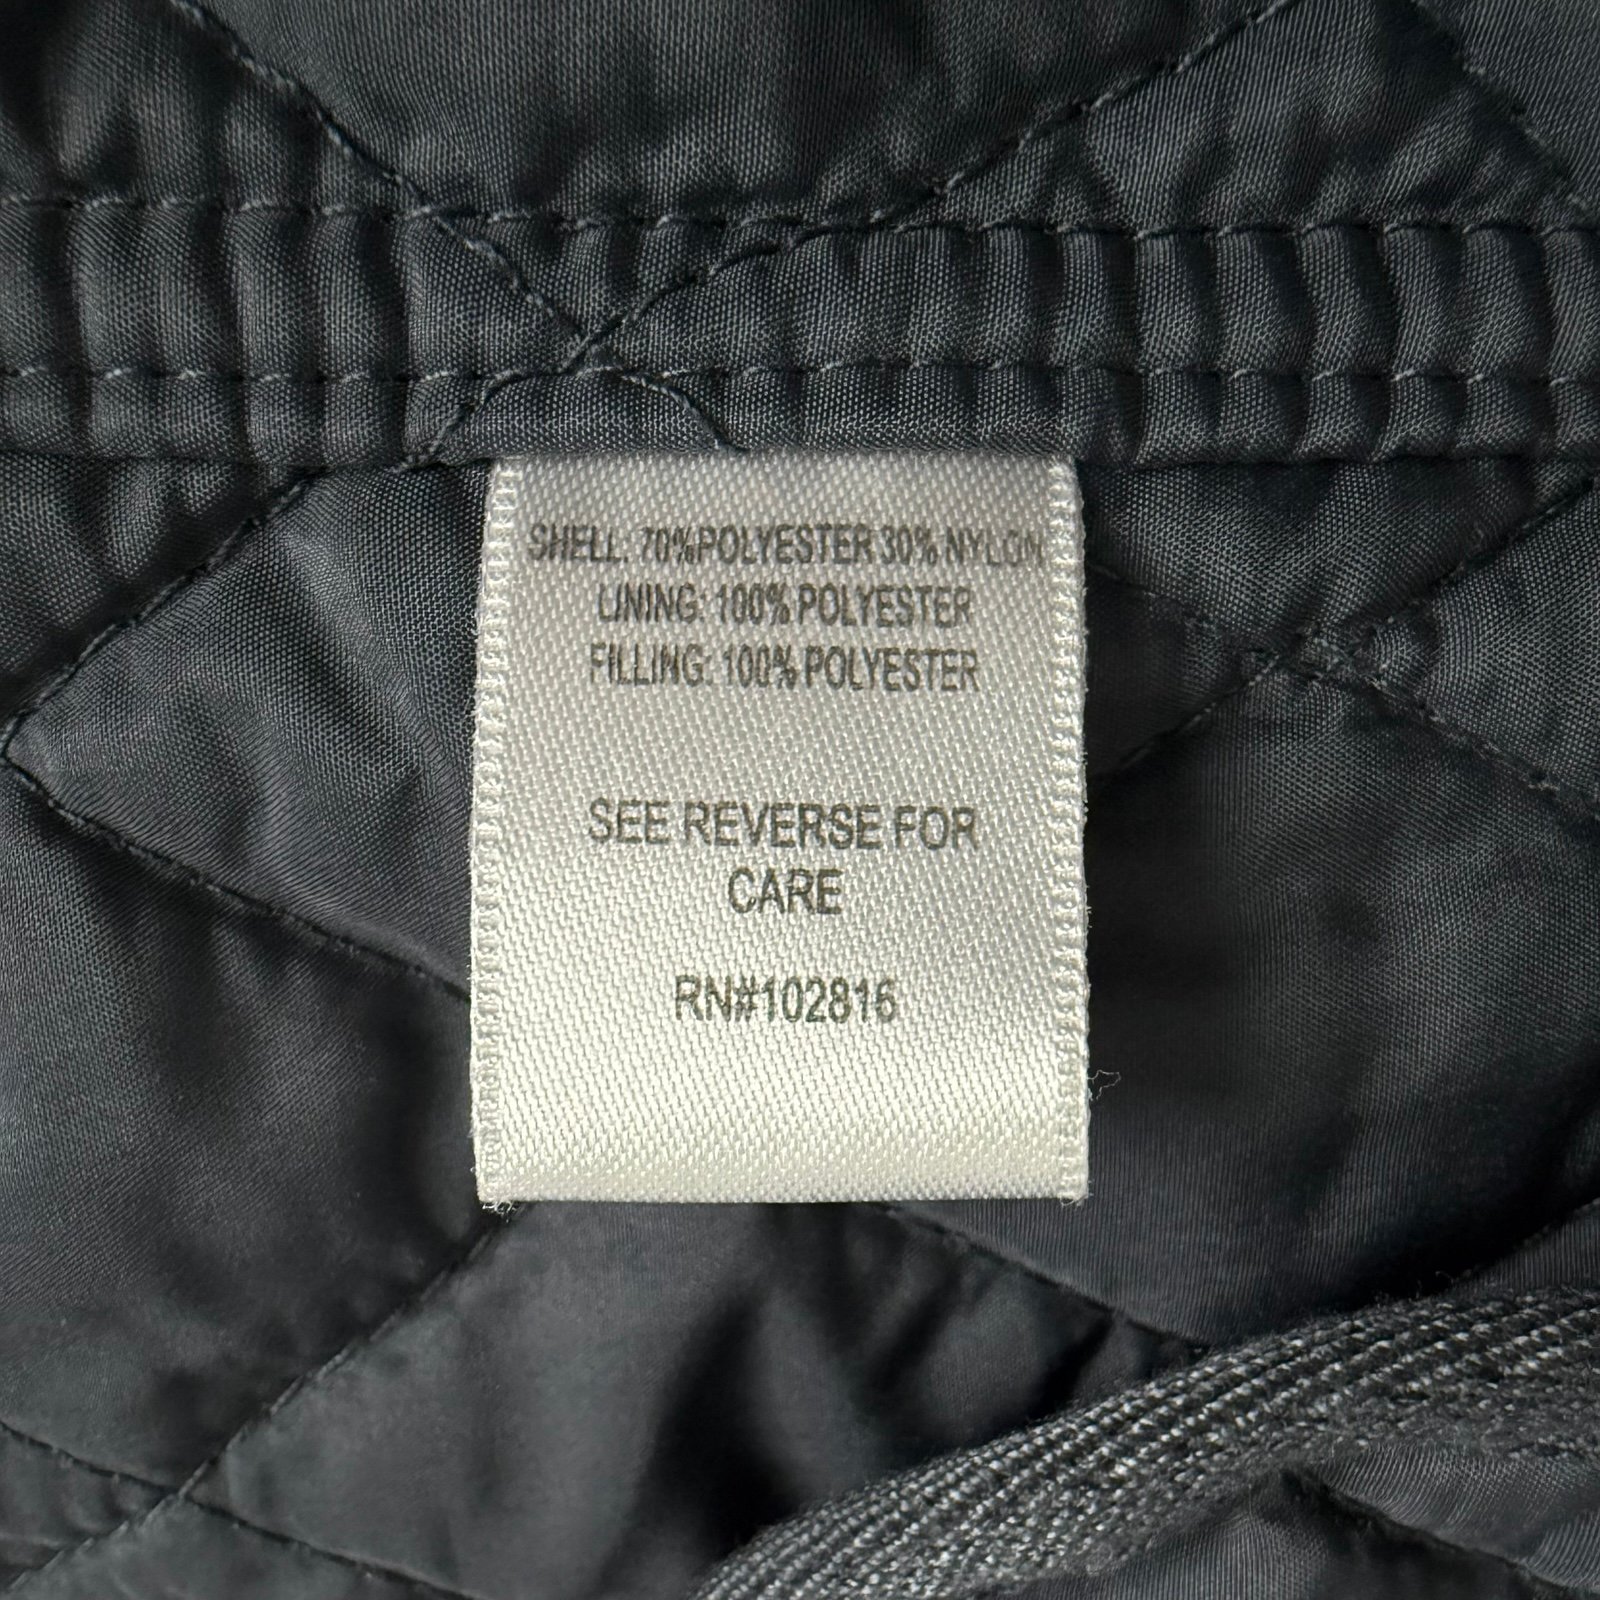 SHELL: 70%POLYESTER 30% NYLON
LINING: 100% POLYESTER
FILLING: 100% POLYESTER
SEE REVERSE FOR
CARE
RN#102816